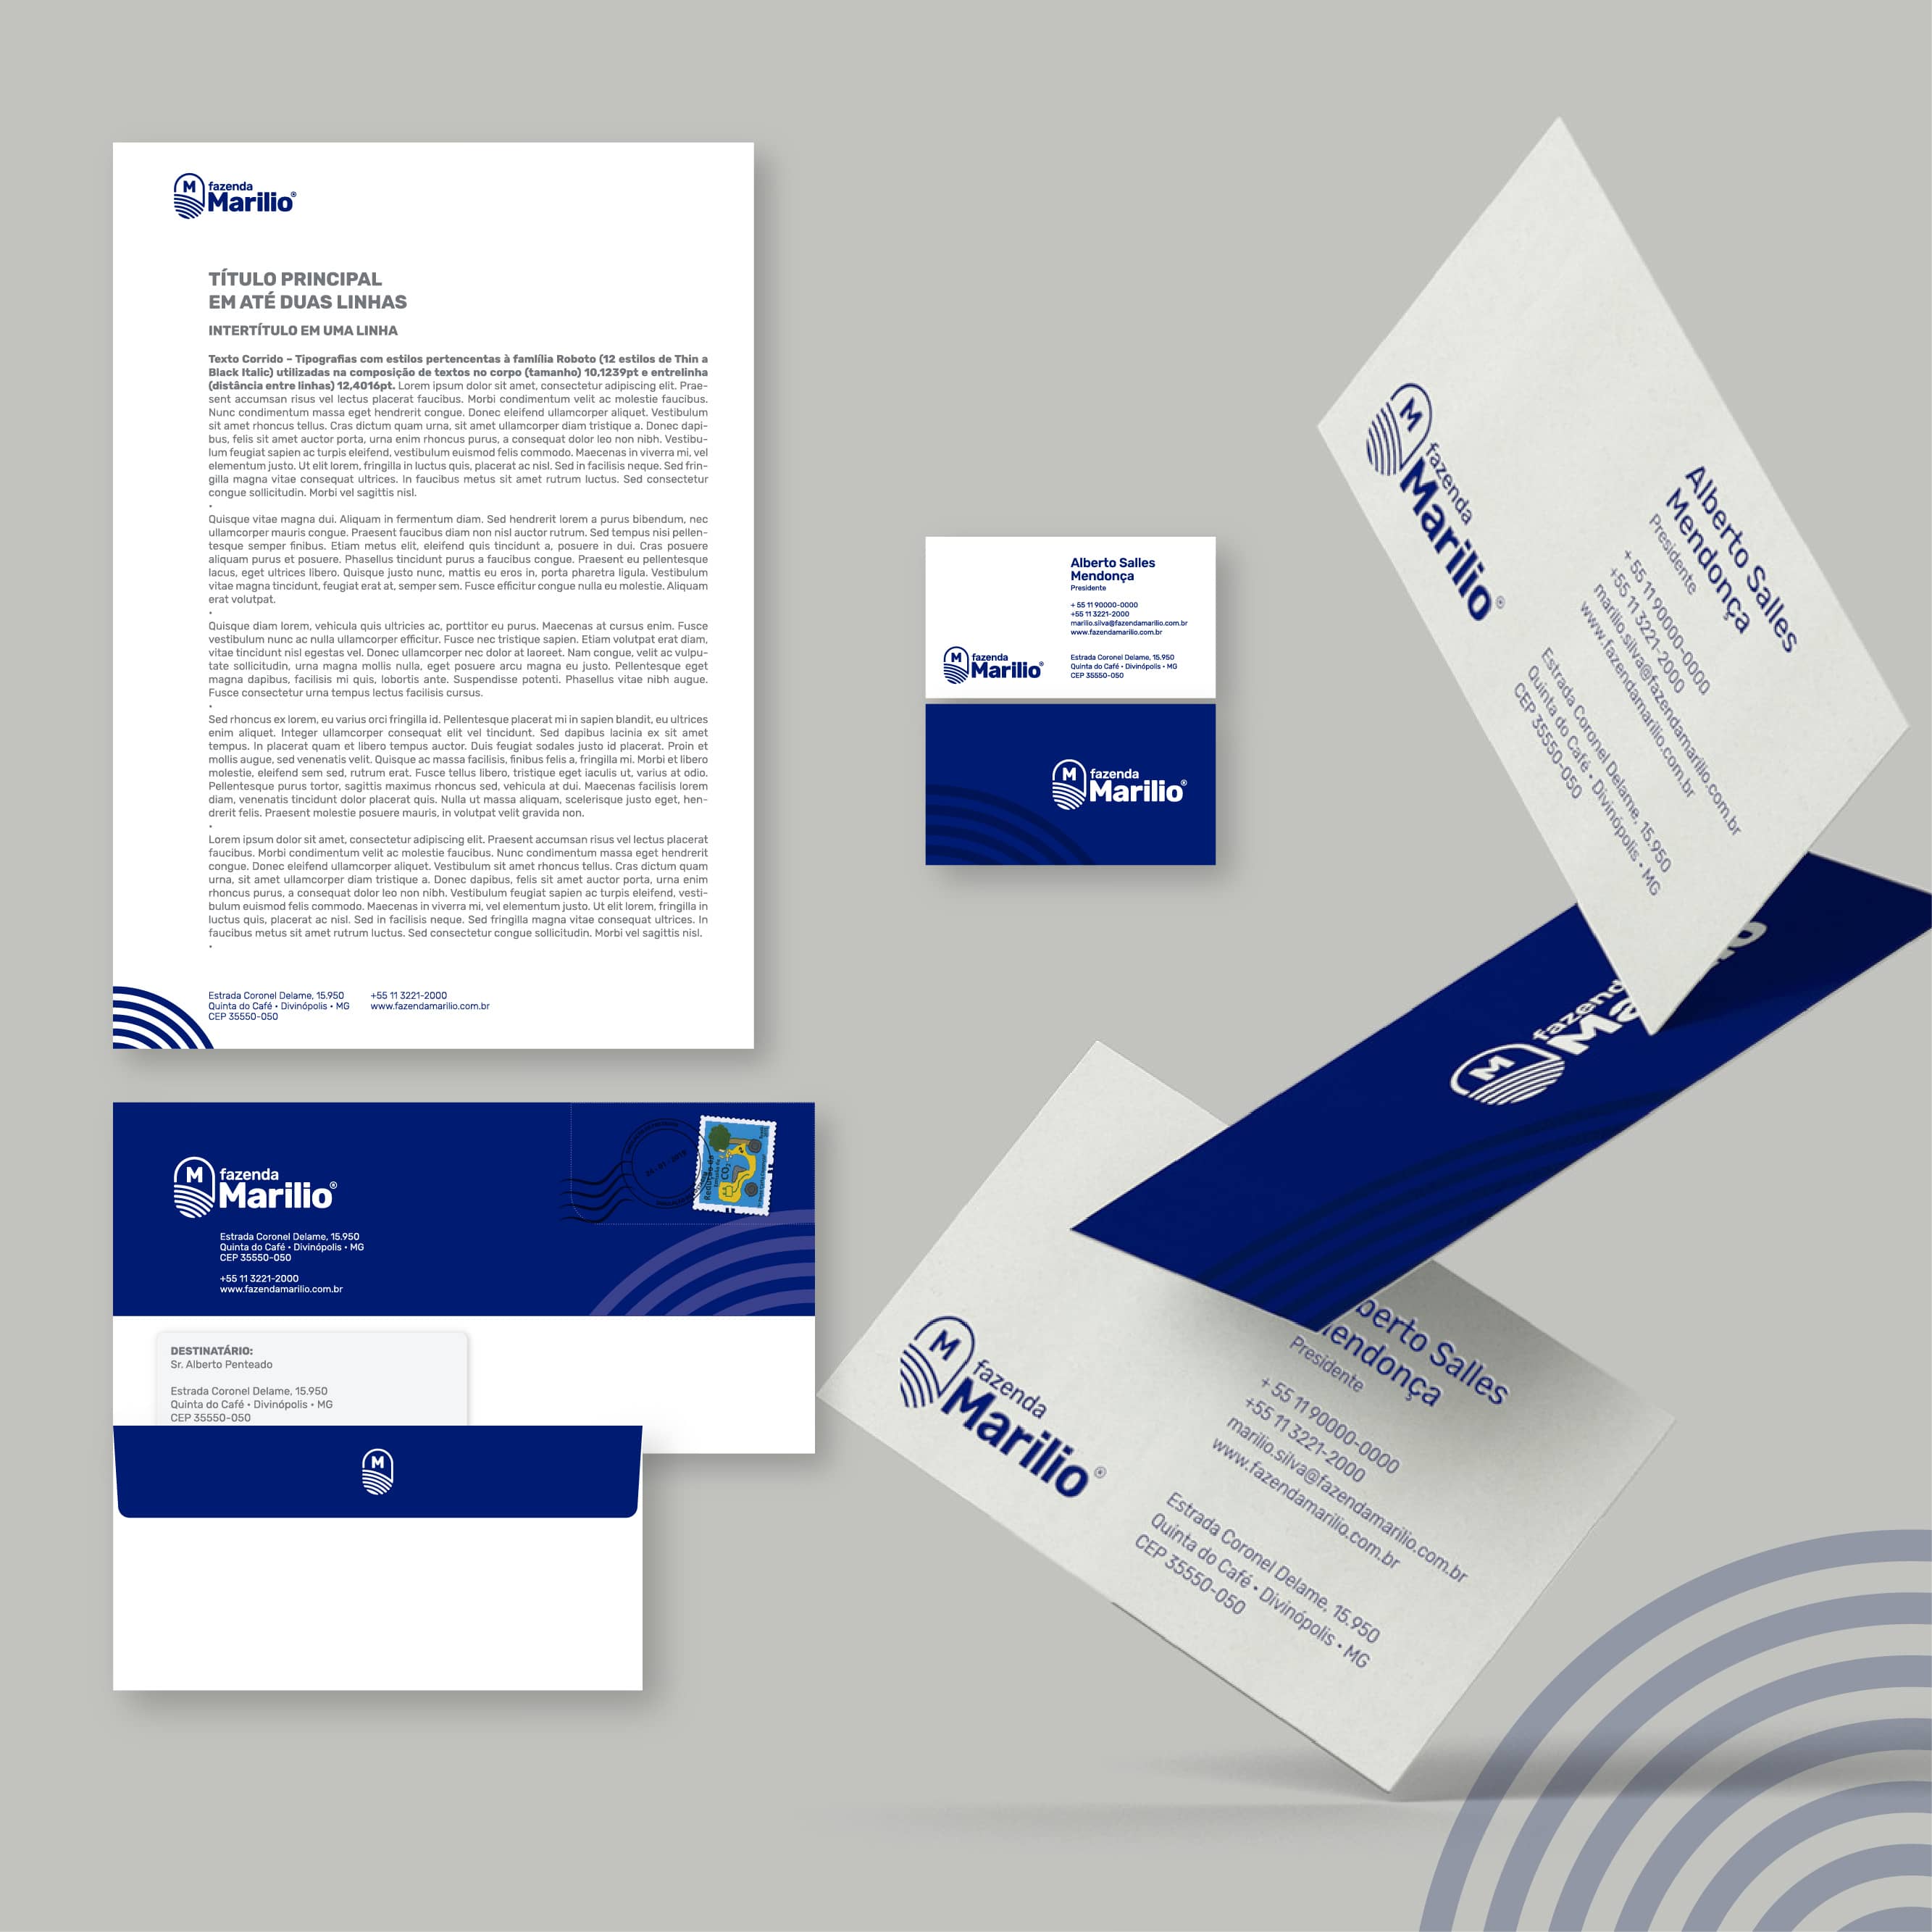 M
fazenda
Marilio®
TÍTULO PRINCIPAL
EM ATÉ DUAS LINHAS
INTERTÍTULO EM UMA LINHA
Texto Corrido – Tipografias com estilos pertencentas à famlília Roboto (12 estilos de Thin a
Black Italic) utilizadas na composição de textos no corpo (tamanho) 10,1239pt e entrelinha
(distância entre linhas) 12,4016pt. Lorem ipsum dolor sit amet, consectetur adipiscing elit. Prae-
sent accumsan risus vel lectus placerat faucibus. Morbi condimentum velit ac molestie faucibus.
Nunc condimentum massa eget hendrerit congue. Donec eleifend ullamcorper aliquet. Vestibulum
sit amet rhoncus tellus. Cras dictum quam urna, sit amet ullamcorper diam tristique a. Donec dapi-
bus, felis sit amet auctor porta, urna enim rhoncus purus, a consequat dolor leo non nibh. Vestibu-
lum feugiat sapien ac turpis eleifend, vestibulum euismod felis commodo. Maecenas in viverra mi, vel
elementum justo. Ut elit lorem, fringilla in luctus quis, placerat ac nisl. Sed in facilisis neque. Sed frin-
gilla magna vitae consequat ultrices. In faucibus metus sit amet rutrum luctus. Sed consectetur
congue sollicitudin. Morbi vel sagittis nisl.
•
Quisque vitae magna dui. Aliquam in fermentum diam. Sed hendrerit lorem a purus bibendum, nec
ullamcorper mauris congue. Praesent faucibus diam non nisl auctor rutrum. Sed tempus nisi pellen-
tesque semper finibus. Etiam metus elit, eleifend quis tincidunt a, posuere in dui. Cras posuere
aliquam purus et posuere. Phasellus tincidunt purus a faucibus congue. Praesent eu pellentesque
lacus, eget ultrices libero. Quisque justo nunc, mattis eu eros in, porta pharetra ligula. Vestibulum
vitae magna tincidunt, feugiat erat at, semper sem. Fusce efficitur congue nulla eu molestie. Aliquam
erat volutpat.
•
Quisque diam lorem, vehicula quis ultricies ac, porttitor eu purus. Maecenas at cursus enim. Fusce
vestibulum nunc ac nulla ullamcorper efficitur. Fusce nec tristique sapien. Etiam volutpat erat diam,
vitae tincidunt nisl egestas vel. Donec ullamcorper nec dolor at laoreet. Nam congue, velit ac vulpu-
tate sollicitudin, urna magna mollis nulla, eget posuere arcu magna eu justo. Pellentesque eget
magna dapibus, facilisis mi quis, lobortis ante. Suspendisse potenti. Phasellus vitae nibh augue.
Fusce consectetur urna tempus lectus facilisis cursus.
•
Sed rhoncus ex lorem, eu varius orci fringilla id. Pellentesque placerat mi in sapien blandit, eu ultrices
enim aliquet. Integer ullamcorper consequat elit vel tincidunt. Sed dapibus lacinia ex sit amet
tempus. In placerat quam et libero tempus auctor. Duis feugiat sodales justo id placerat. Proin et
mollis augue, sed venenatis velit. Quisque ac massa facilisis, finibus felis a, fringilla mi. Morbi et libero
molestie, eleifend sem sed, rutrum erat. Fusce tellus libero, tristique eget iaculis ut, varius at odio.
Pellentesque purus tortor, sagittis maximus rhoncus sed, vehicula at dui. Maecenas facilisis lorem
diam, venenatis tincidunt dolor placerat quis. Nulla ut massa aliquam, scelerisque justo eget, hen-
drerit felis. Praesent molestie posuere mauris, in volutpat velit gravida non.
•
Lorem ipsum dolor sit amet, consectetur adipiscing elit. Praesent accumsan risus vel lectus placerat
faucibus. Morbi condimentum velit ac molestie faucibus. Nunc condimentum massa eget hendrerit
congue. Donec eleifend ullamcorper aliquet. Vestibulum sit amet rhoncus tellus. Cras dictum quam
urna, sit amet ullamcorper diam tristique a. Donec dapibus, felis sit amet auctor porta, urna enim
rhoncus purus, a consequat dolor leo non nibh. Vestibulum feugiat sapien ac turpis eleifend, vesti-
bulum euismod felis commodo. Maecenas in viverra mi, vel elementum justo. Ut elit lorem, fringilla in
luctus quis, placerat ac nisl. Sed in facilisis neque. Sed fringilla magna vitae consequat ultrices. In
faucibus metus sit amet rutrum luctus. Sed consectetur congue sollicitudin. Morbi vel sagittis nisl.
•
Estrada Coronel Delame, 15.950
Quinta do Café • Divinópolis • MG
CEP 35550-050
+55 11 3221-2000
www.fazendamarilio.com.br
Alberto Salles
Mendonça
Presidente
+ 55 11 90000-0000
+55 11 3221-2000
marilio.silva@fazendamarilio.com.br
www.fazendamarilio.com.br
M
fazenda
Marilio®
Estrada Coronel Delame, 15.950
Quinta do Café • Divinópolis • MG
CEP 35550-050
M
fazenda
Marilio®
M
fazenda
Marilio®
Alberto Salles
Mendonça
Presidente
+ 55 11 90000-0000
+55 11 3221-2000
marilio.silva@fazendamarilio.com.br
www.fazendamarilio.com.br
Estrada Coronel Delame, 15.950
Quinta do Café • Divinópolis • MG
CEP 35550-050
M
fazen
M
M
fazenda
Marilio®
Estrada Coronel Delame, 15.950
Quinta do Café • Divinópolis • MG
CEP 35550-050
+55 11 3221-2000
www.fazendamarilio.com.br
CO2
DESTINATÁRIO:
Sr. Alberto Penteado
Estrada Coronel Delame, 15.950
Quinta do Café • Divinópolis • MG
CEP 35550-050
M
M
fazenda
Marilio®
berto Salles
endonça
Presidente
+ 55 11 90000-0000
+55 11 3221-2000
marilio.silva@fazendamarilio.com.br
www.fazendamarilio.com.br
Estrada Coronel Delame, 15.950
Quinta do Café • Divinópolis • MG
CEP 35550-050